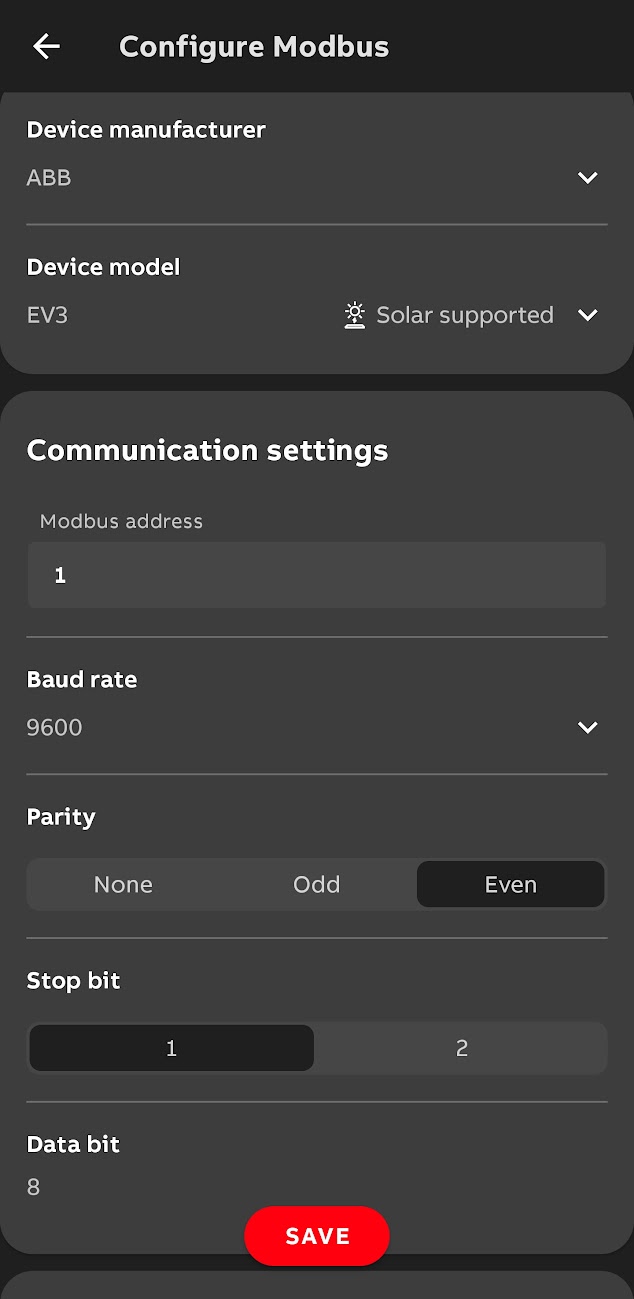 Configure Modbus
Device manufacturer
ABB
Device model
EV3 Solar supported
Communication settings
Modbus address
1
Baud rate
9600
Parity
None Odd Even
Stop bit
1 2
Data bit
8
SAVE